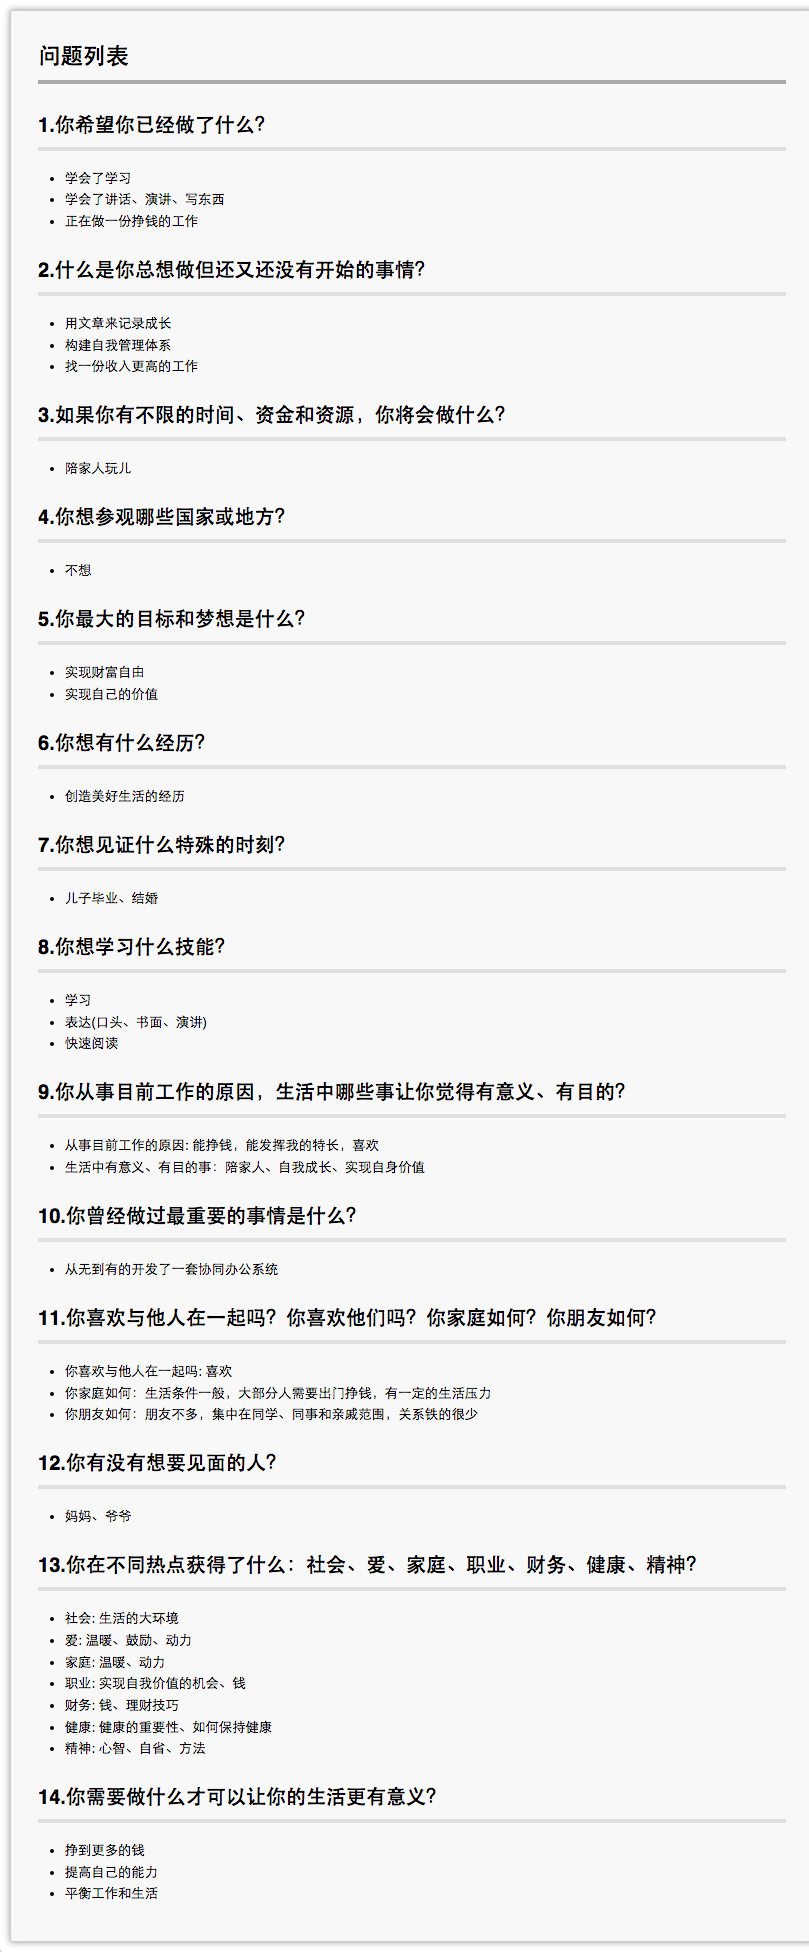 问题列表
1.你希望你已经做了什么？
学会了学习
学会了讲话、演讲、写东西
正在做一份挣钱的工作
2.什么是你总想做但还又还没有开始的事情？
用文章来记录成长
构建自我管理体系
找一份收入更高的工作
3.如果你有不限的时间、资金和资源，你将会做什么？
陪家人玩儿
4.你想参观哪些国家或地方？
不想
5.你最大的目标和梦想是什么？
实现财富自由
实现自己的价值
6.你想有什么经历？
创造美好生活的经历
7.你想见证什么特殊的时刻？
儿子毕业、结婚
8.你想学习什么技能？
学习
表达(口头、书面、演讲)
快速阅读
9.你从事目前工作的原因，生活中哪些事让你觉得有意义、有目的？
从事目前工作的原因: 能挣钱，能发挥我的特长，喜欢
生活中有意义、有目的事：陪家人、自我成长、实现自身价值
10.你曾经做过最重要的事情是什么？
从无到有的开发了一套协同办公系统
11.你喜欢与他人在一起吗？你喜欢他们吗？你家庭如何？你朋友如何？
你喜欢与他人在一起吗: 喜欢
你家庭如何：生活条件一般，大部分人需要出门挣钱，有一定的生活压力
你朋友如何：朋友不多，集中在同学、同事和亲戚范围，关系铁的很少
12.你有没有想要见面的人？
妈妈、爷爷
13.你在不同热点获得了什么：社会、爱、家庭、职业、财务、健康、精神？
社会: 生活的大环境
爱: 温暖、鼓励、动力
家庭: 温暖、动力
职业: 实现自我价值的机会、钱
财务: 钱、理财技巧
健康: 健康的重要性、如何保持健康
精神: 心智、自省、方法
14.你需要做什么才可以让你的生活更有意义？
挣到更多的钱
提高自己的能力
平衡工作和生活